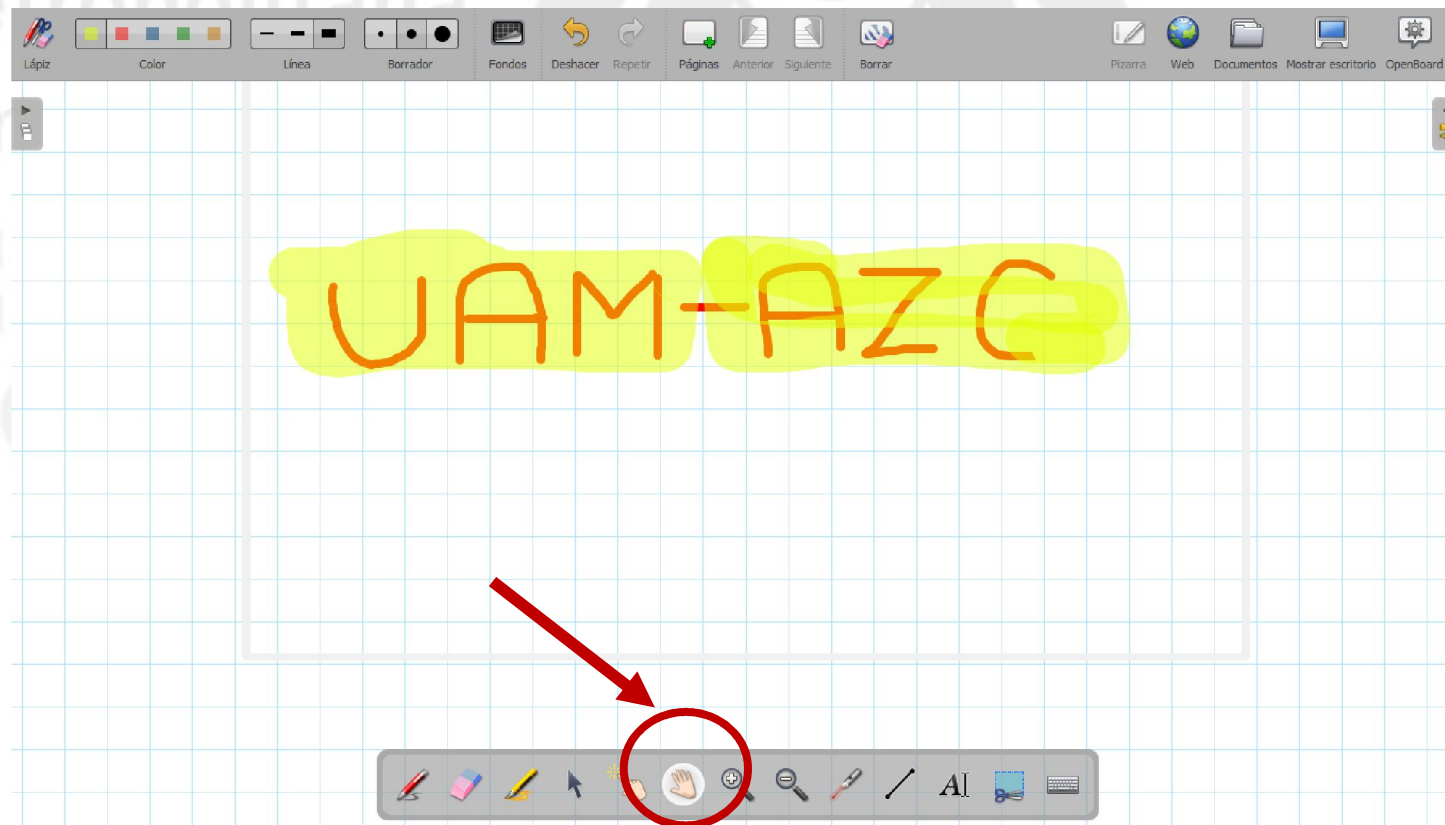 Lápiz Color Línea Borrador Fondos Deshacer Repetir Páginas Anterior Siguiente Borrar Pizarra Web Documentos Mostrar escritorio OpenBoard
UAM-AZC
AI